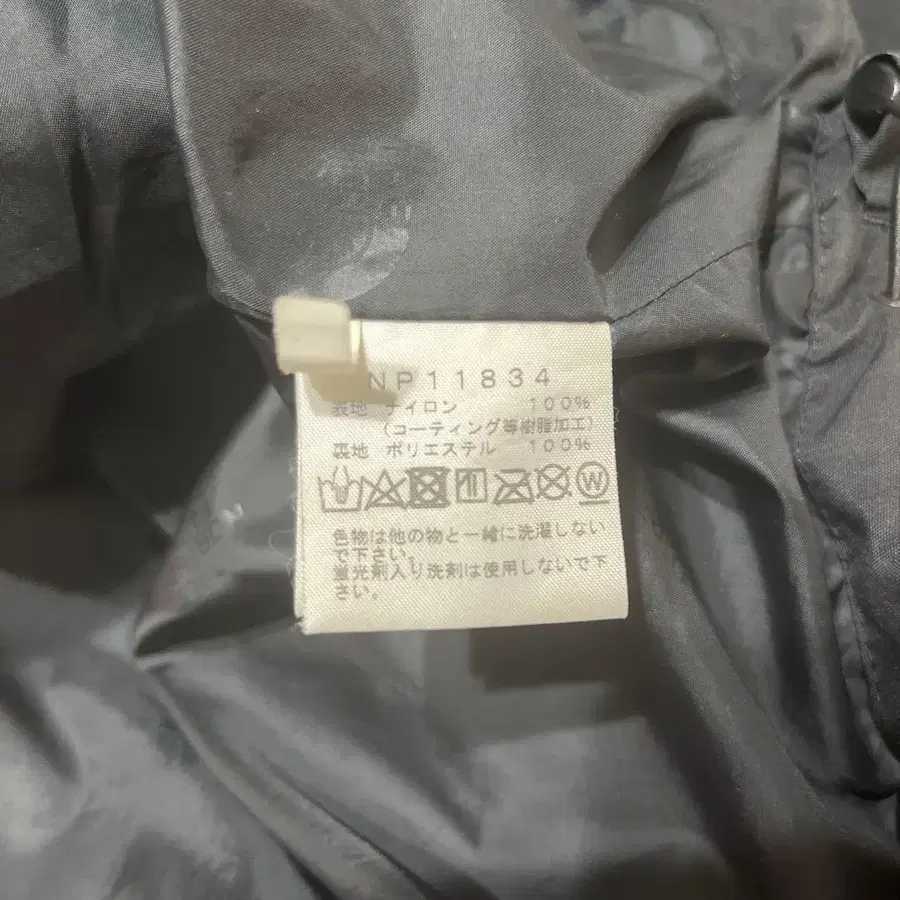 NP11834
表地 ナイロン 100%
(コーティング等樹脂加工)
裏地 ポリエステル 100%
W
色物は他の物と一緒に洗濯しない
で下さい。
蛍光剤入り洗剤は使用しないで下
さい。